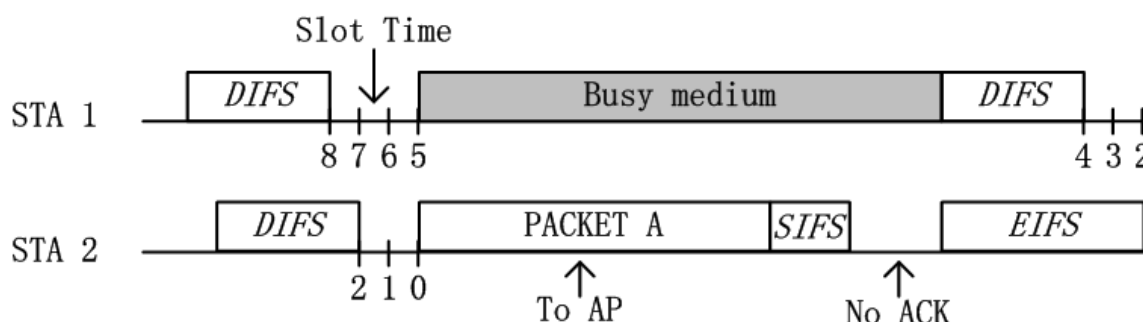 Slot Time
STA 1 DIFS Busy medium DIFS
8 7 6 5 4 3 2
STA 2 DIFS PACKET A SIFS EIFS
2 1 0
To AP No ACK